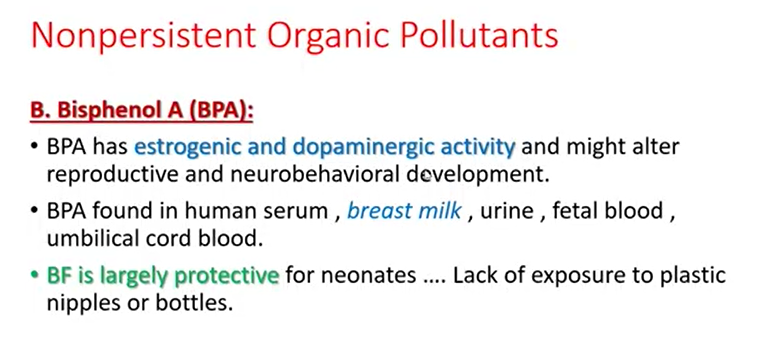 Nonpersistent Organic Pollutants
B. Bisphenol A (BPA):
• BPA has estrogenic and dopaminergic activity and might alter
reproductive and neurobehavioral development.
• BPA found in human serum , breast milk , urine , fetal blood ,
umbilical cord blood.
• BF is largely protective for neonates .... Lack of exposure to plastic
nipples or bottles.